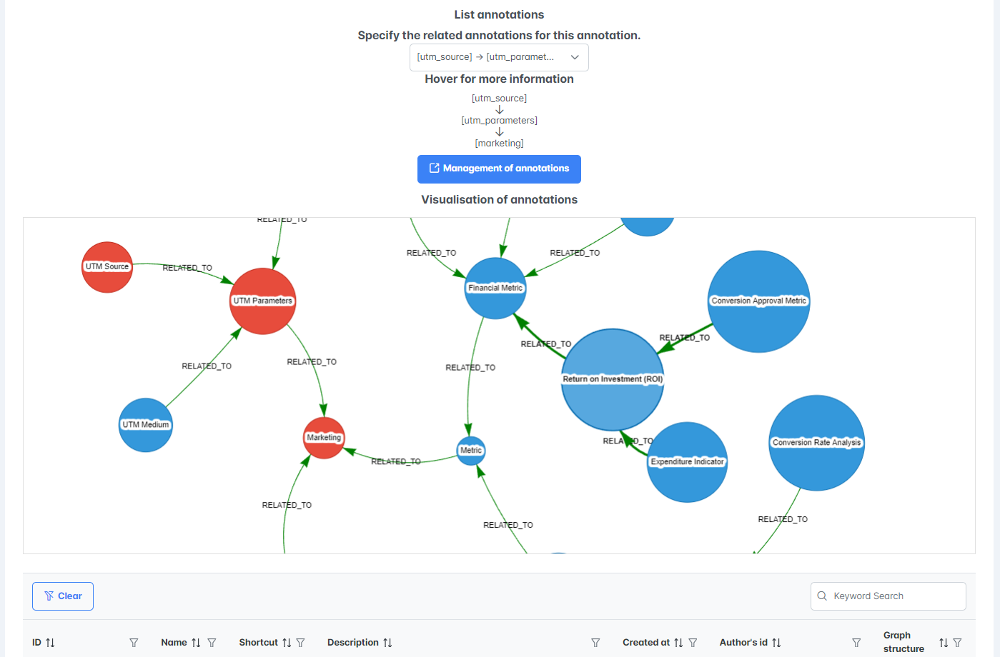 List annotations
Specify the related annotations for this annotation.
[utm_source] → [utm_paramet...
Hover for more information
[utm_source]
↓
[utm_parameters]
↓
[marketing]
Management of annotations
Visualisation of annotations
RELATED_TO
RELATED_TO
RELATED_TO
UTM Source
RELATED_TO
Financial Metric
UTM Parameters
Conversion Approval Metric
RELATED_TO
RELATED_TO
RELATED_TO
RELATED_TO
RELATED_TO
Return on Investment (ROI)
UTM Medium
Marketing
RELATED_TO
Conversion Rate Analysis
Metric
RELATED_TO
Expenditure Indicator
RELATED_TO
RELATED_TO
RELATED_TO
Clear
Keyword Search
ID
Name
Shortcut
Description
Created at
Author's id
Graph
structure